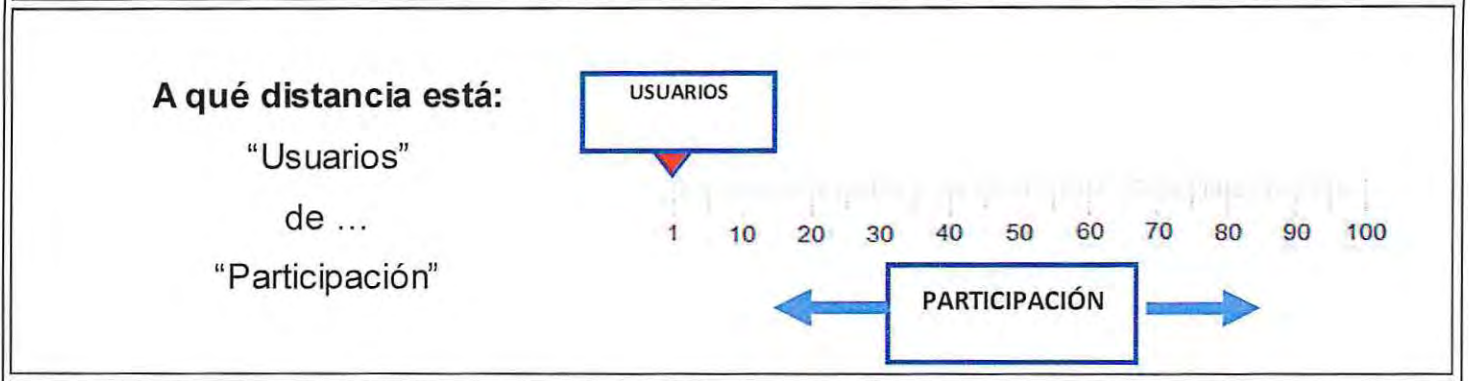 A qué distancia está:
“Usuarios”
de ...
“Participación”
USUARIOS
1 10 20 30 40 50 60 70 80 90 100
PARTICIPACIÓN